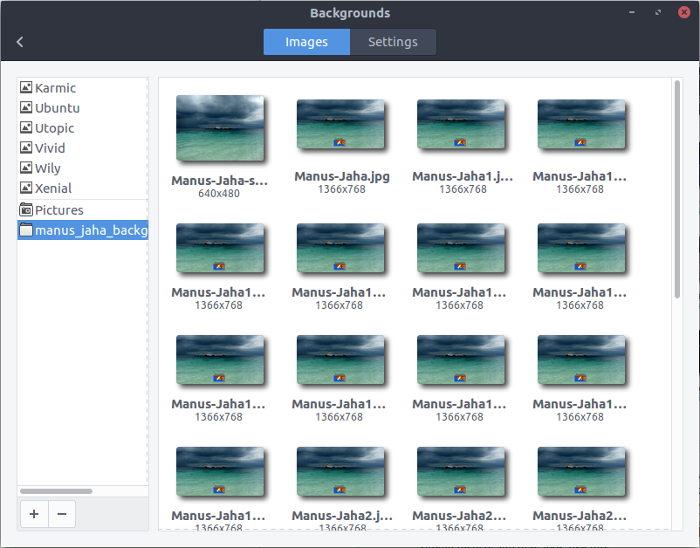 Backgrounds
Images
Settings
Karmic
Ubuntu
Utopic
Vivid
Wily
Xenial
Pictures
manus_jaha_backg
Manus-Jaha-s...
640x480
Manus-Jaha.jpg
1366x768
Manus-Jaha1.j...
1366x768
Manus-Jaha1...
1366x768
Manus-Jaha1...
1366x768
Manus-Jaha1...
1366x768
Manus-Jaha1...
1366x768
Manus-Jaha1...
1366x768
Manus-Jaha1...
1366x768
Manus-Jaha1...
1366x768
Manus-Jaha1...
1366x768
Manus-Jaha1...
1366x768
Manus-Jaha1...
1366x768
Manus-Jaha2.j...
1366x768
Manus-Jaha2...
1366x768
Manus-Jaha2...
1366x768